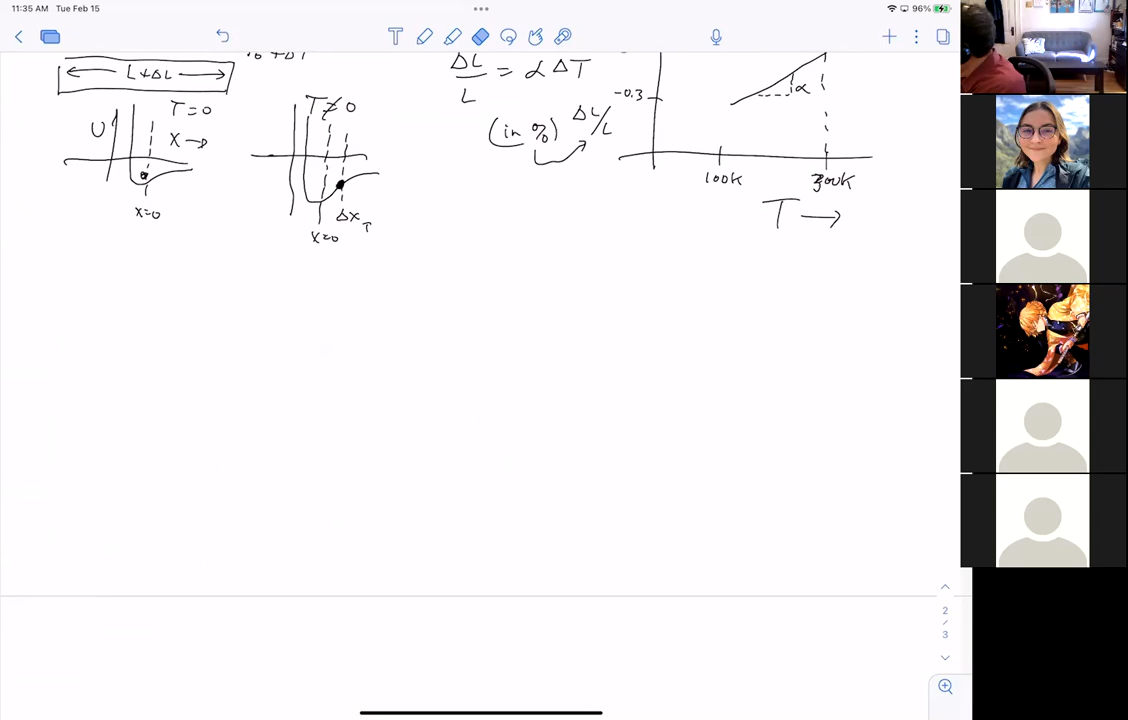 11:35 AM Tue Feb 15
96%
T
L + ΔL
T = 0
U
X →
x=0
T ≠ 0
x=0
Δx_T
ΔL/L = α ΔT
(in %) ΔL/L
-0.3
α
100K
300K
T →
2
/
3